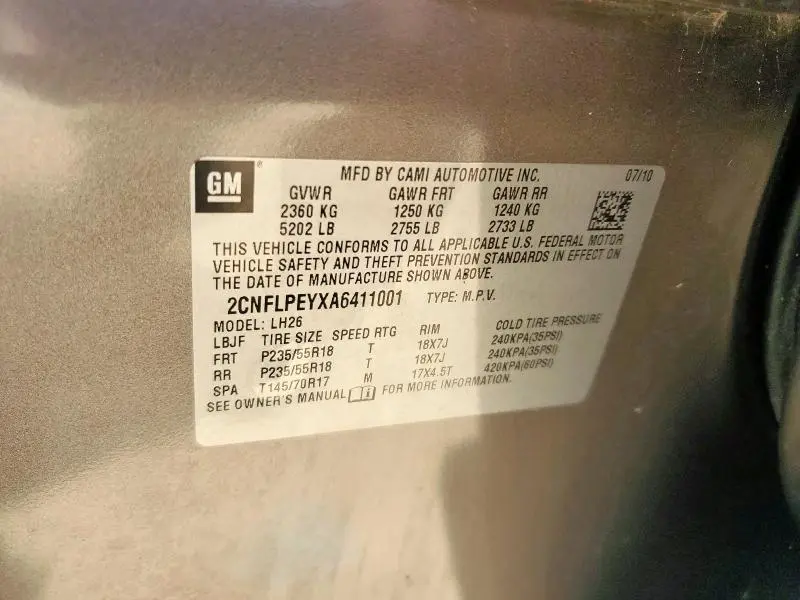 GM ® MFD BY CAMI AUTOMOTIVE INC. 07/10
GVWR GAWR FRT GAWR RR
2360 KG 1250 KG 1240 KG
5202 LB 2755 LB 2733 LB
THIS VEHICLE CONFORMS TO ALL APPLICABLE U.S. FEDERAL MOTOR
VEHICLE SAFETY AND THEFT PREVENTION STANDARDS IN EFFECT ON
THE DATE OF MANUFACTURE SHOWN ABOVE.
2CNFLPEYXA6411001 TYPE: M.P.V.
MODEL: LH26
LBJF TIRE SIZE SPEED RTG RIM COLD TIRE PRESSURE
FRT P235/55R18 T 18X7J 240KPA(35PSI)
RR P235/55R18 T 18X7J 240KPA(35PSI)
SPA T145/70R17 M 17X4.5T 420KPA(60PSI)
SEE OWNER'S MANUAL FOR MORE INFORMATION.